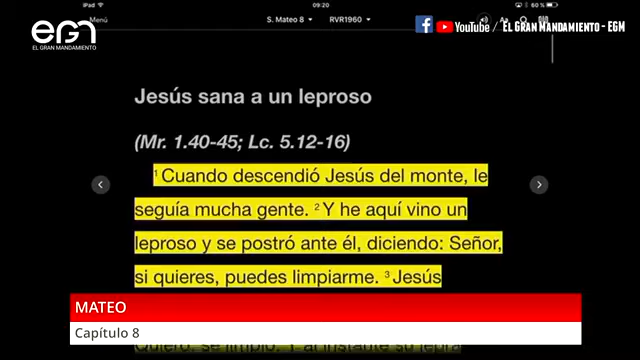 iPad
09:20
60 %
Menú
S. Mateo 8
RVR1960
AA
YouTube / El Gran Mandamiento - EGM
EGM
EL GRAN MANDAMIENTO
Jesús sana a un leproso
(Mr. 1.40-45; Lc. 5.12-16)
1 Cuando descendió Jesús del monte, le
seguía mucha gente. 2 Y he aquí vino un
leproso y se postró ante él, diciendo: Señor,
si quieres, puedes limpiarme. 3 Jesús
MATEO
Capítulo 8